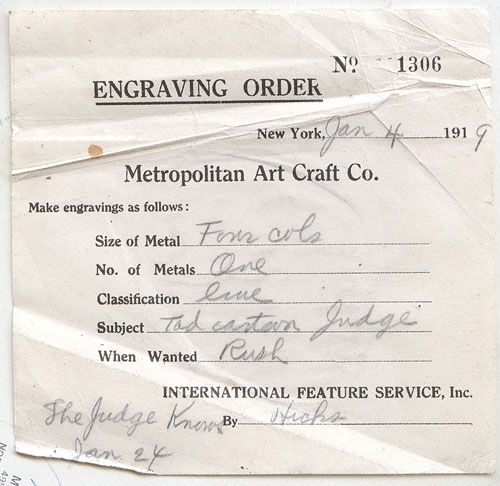 No. 1306
ENGRAVING ORDER
New York, Jan 4 1919
Metropolitan Art Craft Co.
Make engravings as follows:
Size of Metal Four cols
No. of Metals One
Classification line
Subject Tad cartoon Judge
When Wanted Rush
INTERNATIONAL FEATURE SERVICE, Inc.
By Hicks
The Judge Knows
Jan 24